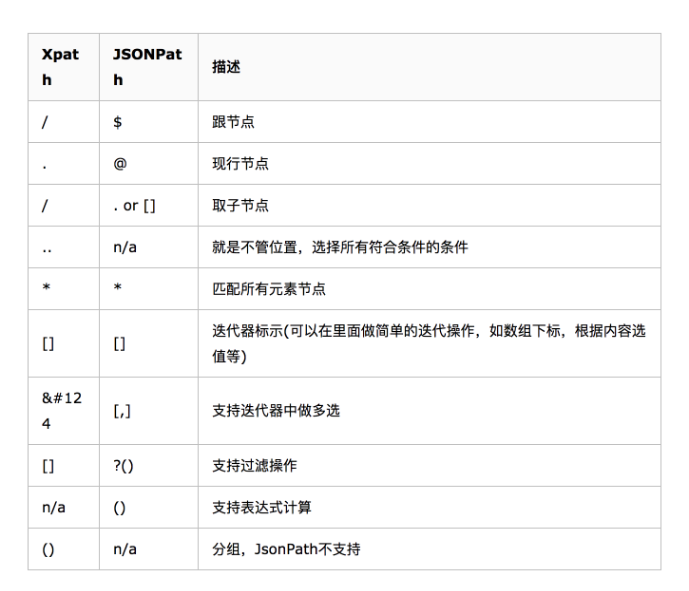 Xpath JSONPath 描述
/ $ 跟节点
. @ 现行节点
/ . or [] 取子节点
.. n/a 就是不管位置，选择所有符合条件的条件
* * 匹配所有元素节点
[] [] 迭代器标示(可以在里面做简单的迭代操作，如数组下标，根据内容选
值等)
&#124 [,] 支持迭代器中做多选
[] ?() 支持过滤操作
n/a () 支持表达式计算
() n/a 分组，JsonPath不支持